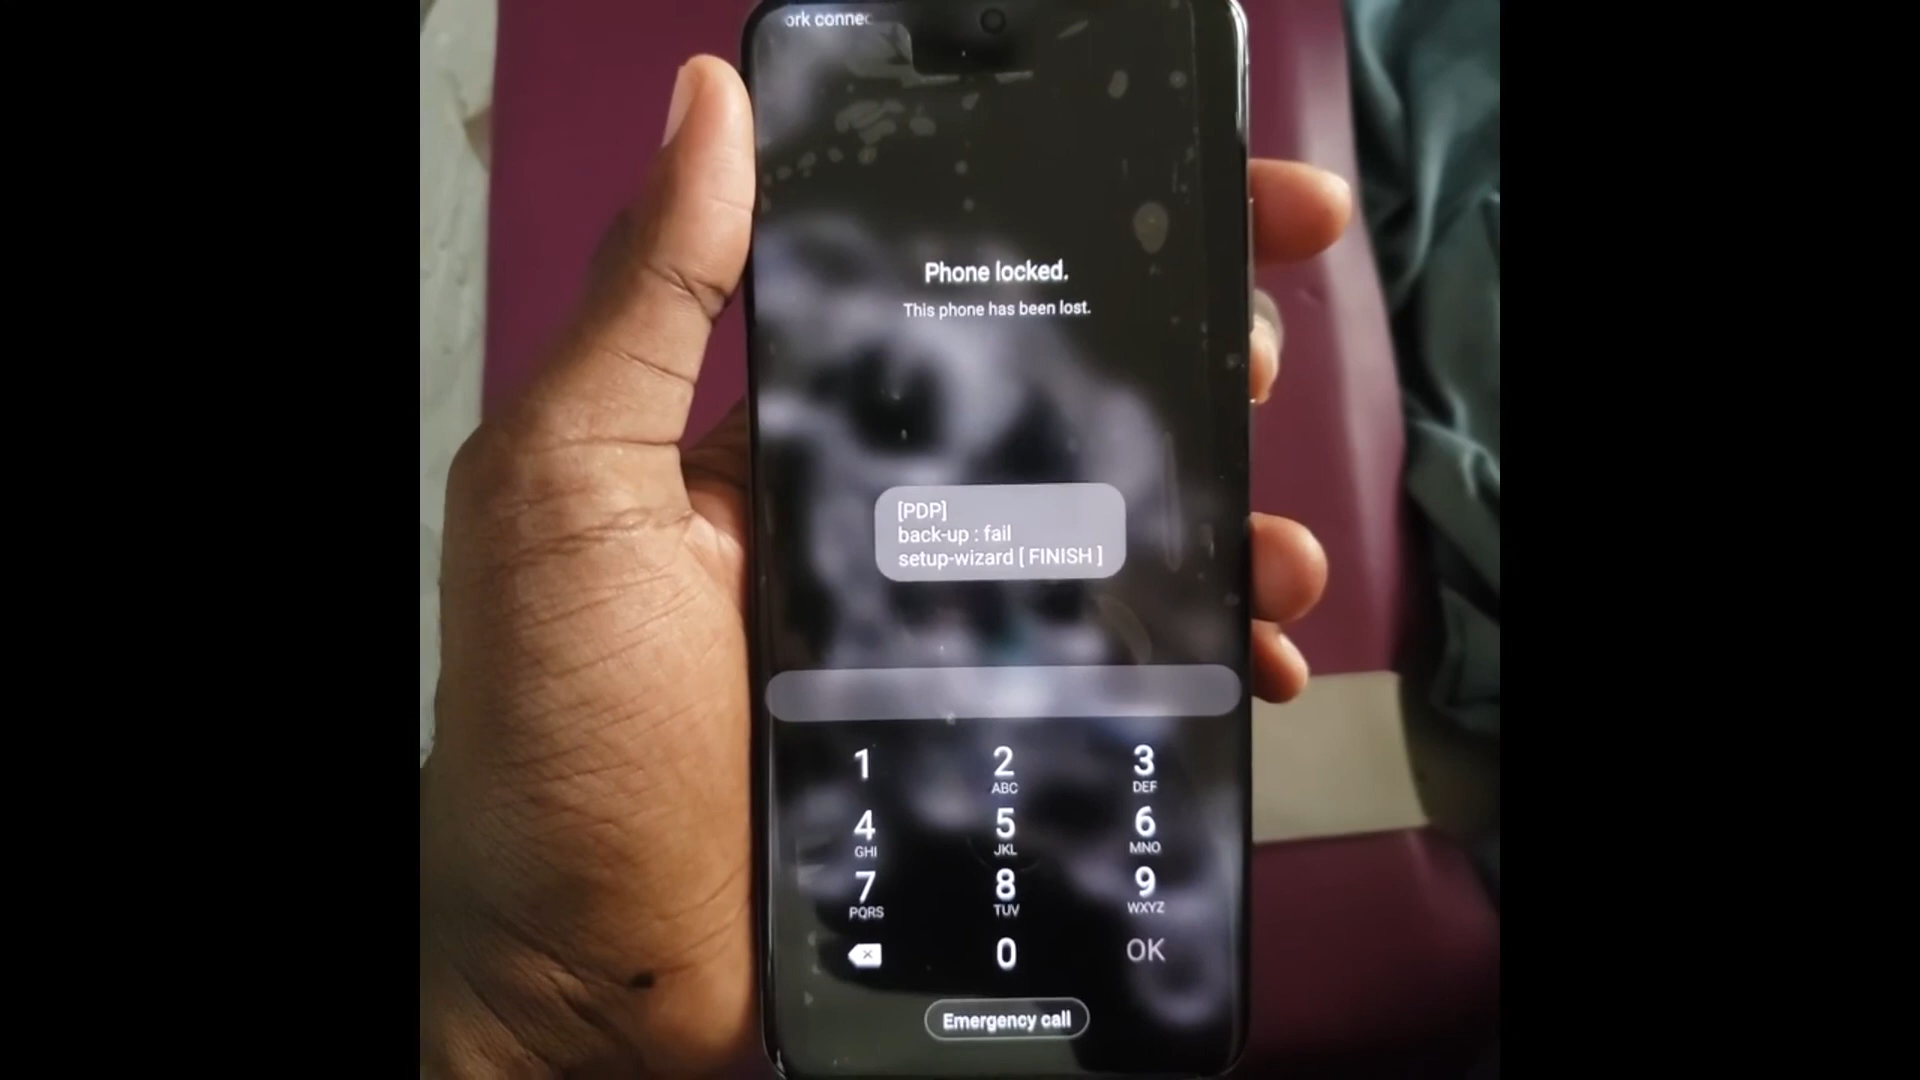 ork connec
Phone locked.
This phone has been lost.
[PDP]
back-up : fail
setup-wizard [ FINISH ]
1 2 3
ABC DEF
4 5 6
GHI JKL MNO
7 8 9
PQRS TUV WXYZ
0 OK
Emergency call